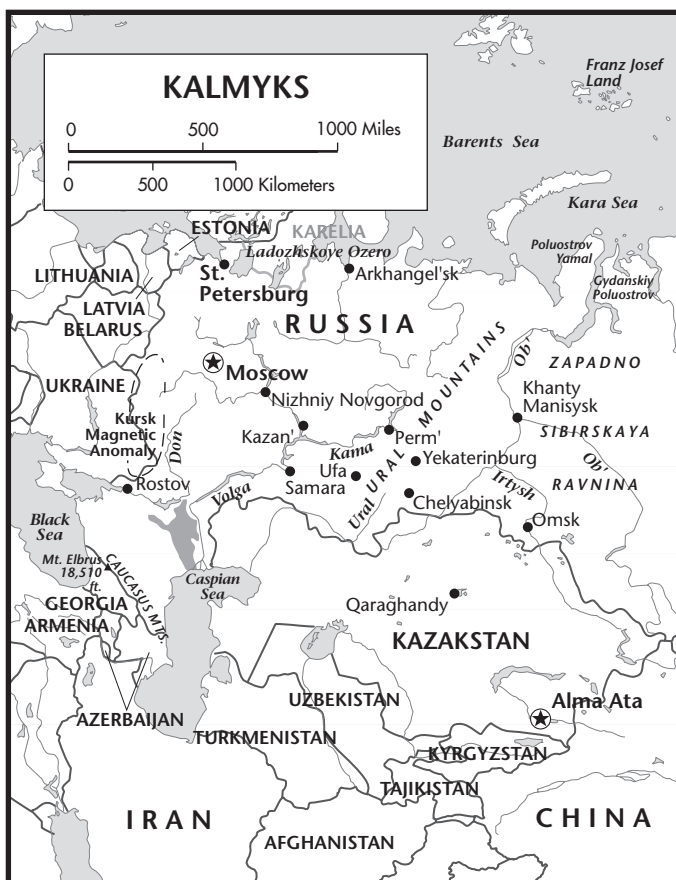 KALMYKS
0 500 1000 Miles
0 500 1000 Kilometers
Franz Josef
Land
Barents Sea
Kara Sea
ESTONIA
KARELIA
Ladozhskoye Ozero
Poluostrov
Yamal
Gydanskiy
Poluostrov
LITHUANIA
St.
Petersburg
Arkhangel'sk
LATVIA
BELARUS
RUSSIA
Moscow
UKRAINE
Nizhniy Novgorod
URAL MOUNTAINS
Ob'
ZAPADNO
Khanty
Manisysk
Kursk
Magnetic
Anomaly
Don
Kazan'
Kama
Perm'
SIBIRSKAYA
Ufa
Yekaterinburg
Samara
Ob'
RAVNINA
Rostov
Volga
Ural
Chelyabinsk
Irtysh
Omsk
Black
Sea
Mt. Elbrus
18,510
ft.
CAUCASUS MTS.
Caspian
Sea
GEORGIA
ARMENIA
Qaraghandy
KAZAKSTAN
AZERBAIJAN
UZBEKISTAN
Alma Ata
TURKMENISTAN
KYRGYZSTAN
TAJIKISTAN
IRAN
AFGHANISTAN
CHINA